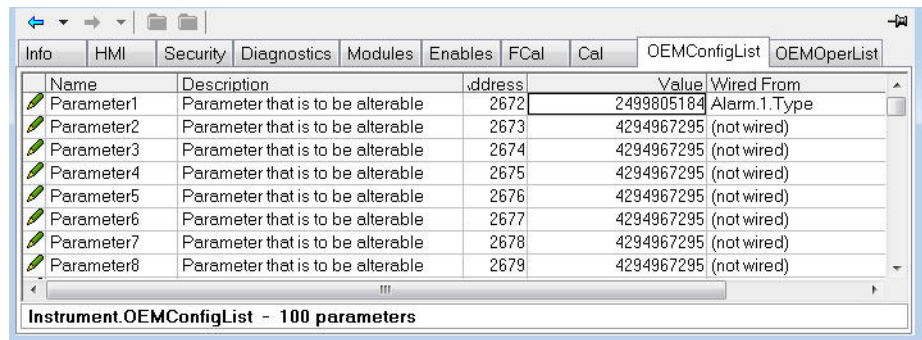 Info HMI Security Diagnostics Modules Enables FCal Cal OEMConfigList OEMOperList
Name Description ddress Value Wired From
Parameter1 Parameter that is to be alterable 2672 2499805184 Alarm.1.Type
Parameter2 Parameter that is to be alterable 2673 4294967295 (not wired)
Parameter3 Parameter that is to be alterable 2674 4294967295 (not wired)
Parameter4 Parameter that is to be alterable 2675 4294967295 (not wired)
Parameter5 Parameter that is to be alterable 2676 4294967295 (not wired)
Parameter6 Parameter that is to be alterable 2677 4294967295 (not wired)
Parameter7 Parameter that is to be alterable 2678 4294967295 (not wired)
Parameter8 Parameter that is to be alterable 2679 4294967295 (not wired)
Instrument.OEMConfigList - 100 parameters